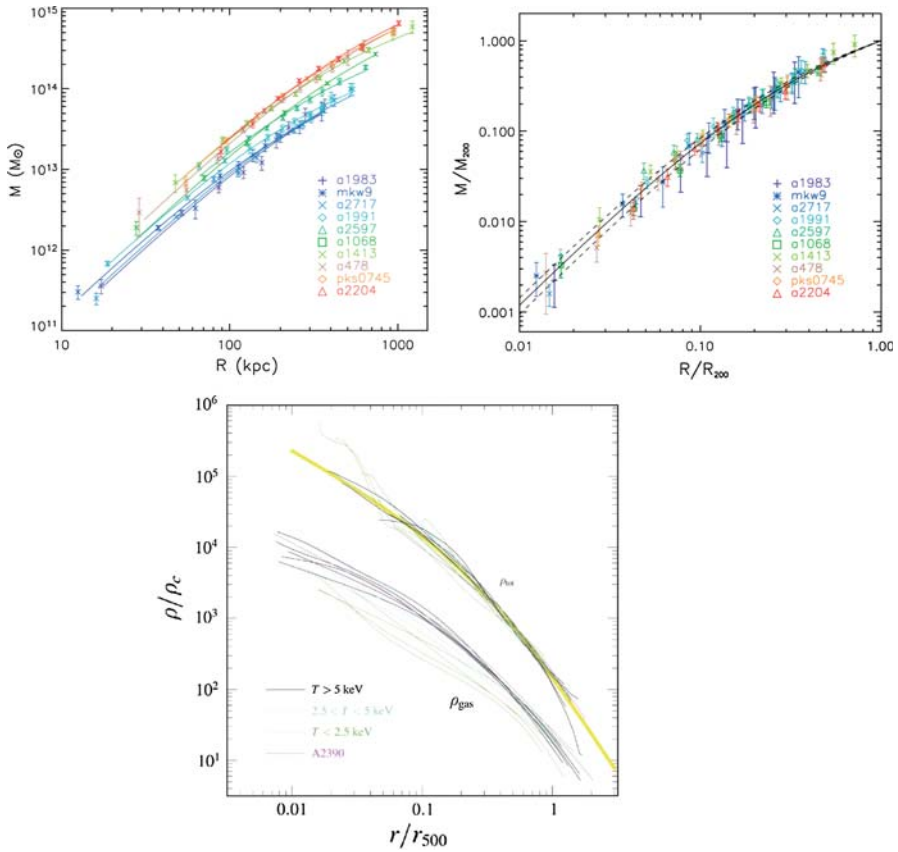 10¹⁵
10¹⁴
10¹³
10¹²
10¹¹
M (M⊙)
10
100
1000
R (kpc)
a1983
mkw9
a2717
a1991
a2597
a1068
a1413
a478
pks0745
a2204
1.000
0.100
0.010
0.001
M/M₂₀₀
0.01
0.10
1.00
R/R₂₀₀
a1983
mkw9
a2717
a1991
a2597
a1068
a1413
a478
pks0745
a2204
10⁶
10⁵
10⁴
10³
10²
10¹
ρ/ρc
ρ
T > 5 keV
2.5 < T < 5 keV
T < 2.5 keV
A2390
ρgas
0.01
0.1
1
r/r₅₀₀